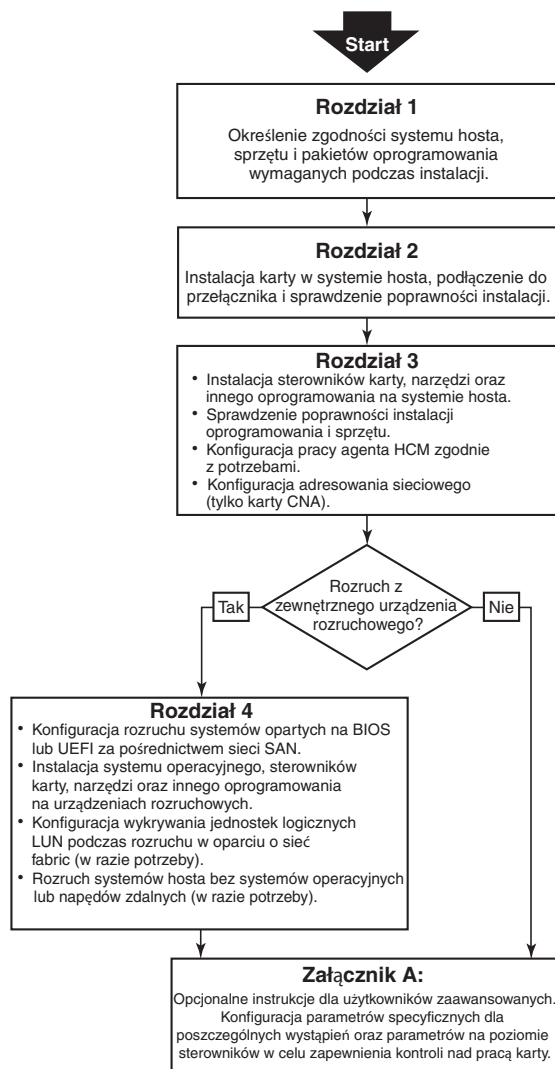 Start
Rozdział 1
Określenie zgodności systemu hosta,
sprzętu i pakietów oprogramowania
wymaganych podczas instalacji.
Rozdział 2
Instalacja karty w systemie hosta, podłączenie do
przełącznika i sprawdzenie poprawności instalacji.
Rozdział 3
• Instalacja sterowników karty, narzędzi oraz
innego oprogramowania na systemie hosta.
• Sprawdzenie poprawności instalacji
oprogramowania i sprzętu.
• Konfiguracja pracy agenta HCM zgodnie
z potrzebami.
• Konfiguracja adresowania sieciowego
(tylko karty CNA).
Rozruch z
zewnętrznego urządzenia
rozruchowego?
Tak
Nie
Rozdział 4
• Konfiguracja rozruchu systemów opartych na BIOS
lub UEFI za pośrednictwem sieci SAN.
• Instalacja systemu operacyjnego, sterowników
karty, narzędzi oraz innego oprogramowania
na urządzeniach rozruchowych.
• Konfiguracja wykrywania jednostek logicznych
LUN podczas rozruchu w oparciu o sieć
fabric (w razie potrzeby).
• Rozruch systemów hosta bez systemów operacyjnych
lub napędów zdalnych (w razie potrzeby).
Załącznik A:
Opcjonalne instrukcje dla użytkowników zaawansowanych.
Konfiguracja parametrów specyficznych dla
poszczególnych wystąpień oraz parametrów na poziomie
sterowników w celu zapewnienia kontroli nad pracą karty.